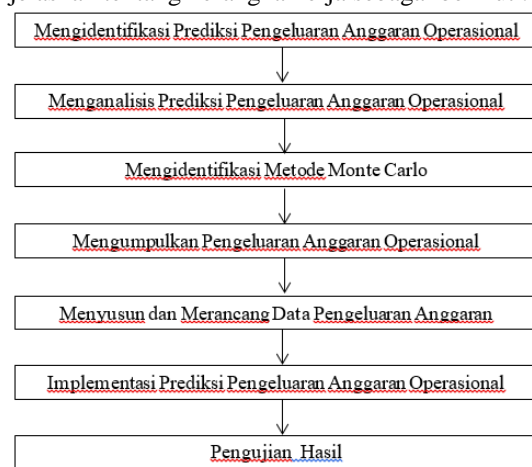 Mengidentifikasi Prediksi Pengeluaran Anggaran Operasional
Menganalisis Prediksi Pengeluaran Anggaran Operasional
Mengidentifikasi Metode Monte Carlo
Mengumpulkan Pengeluaran Anggaran Operasional
Menyusun dan Merancang Data Pengeluaran Anggaran
Implementasi Prediksi Pengeluaran Anggaran Operasional
Pengujian Hasil